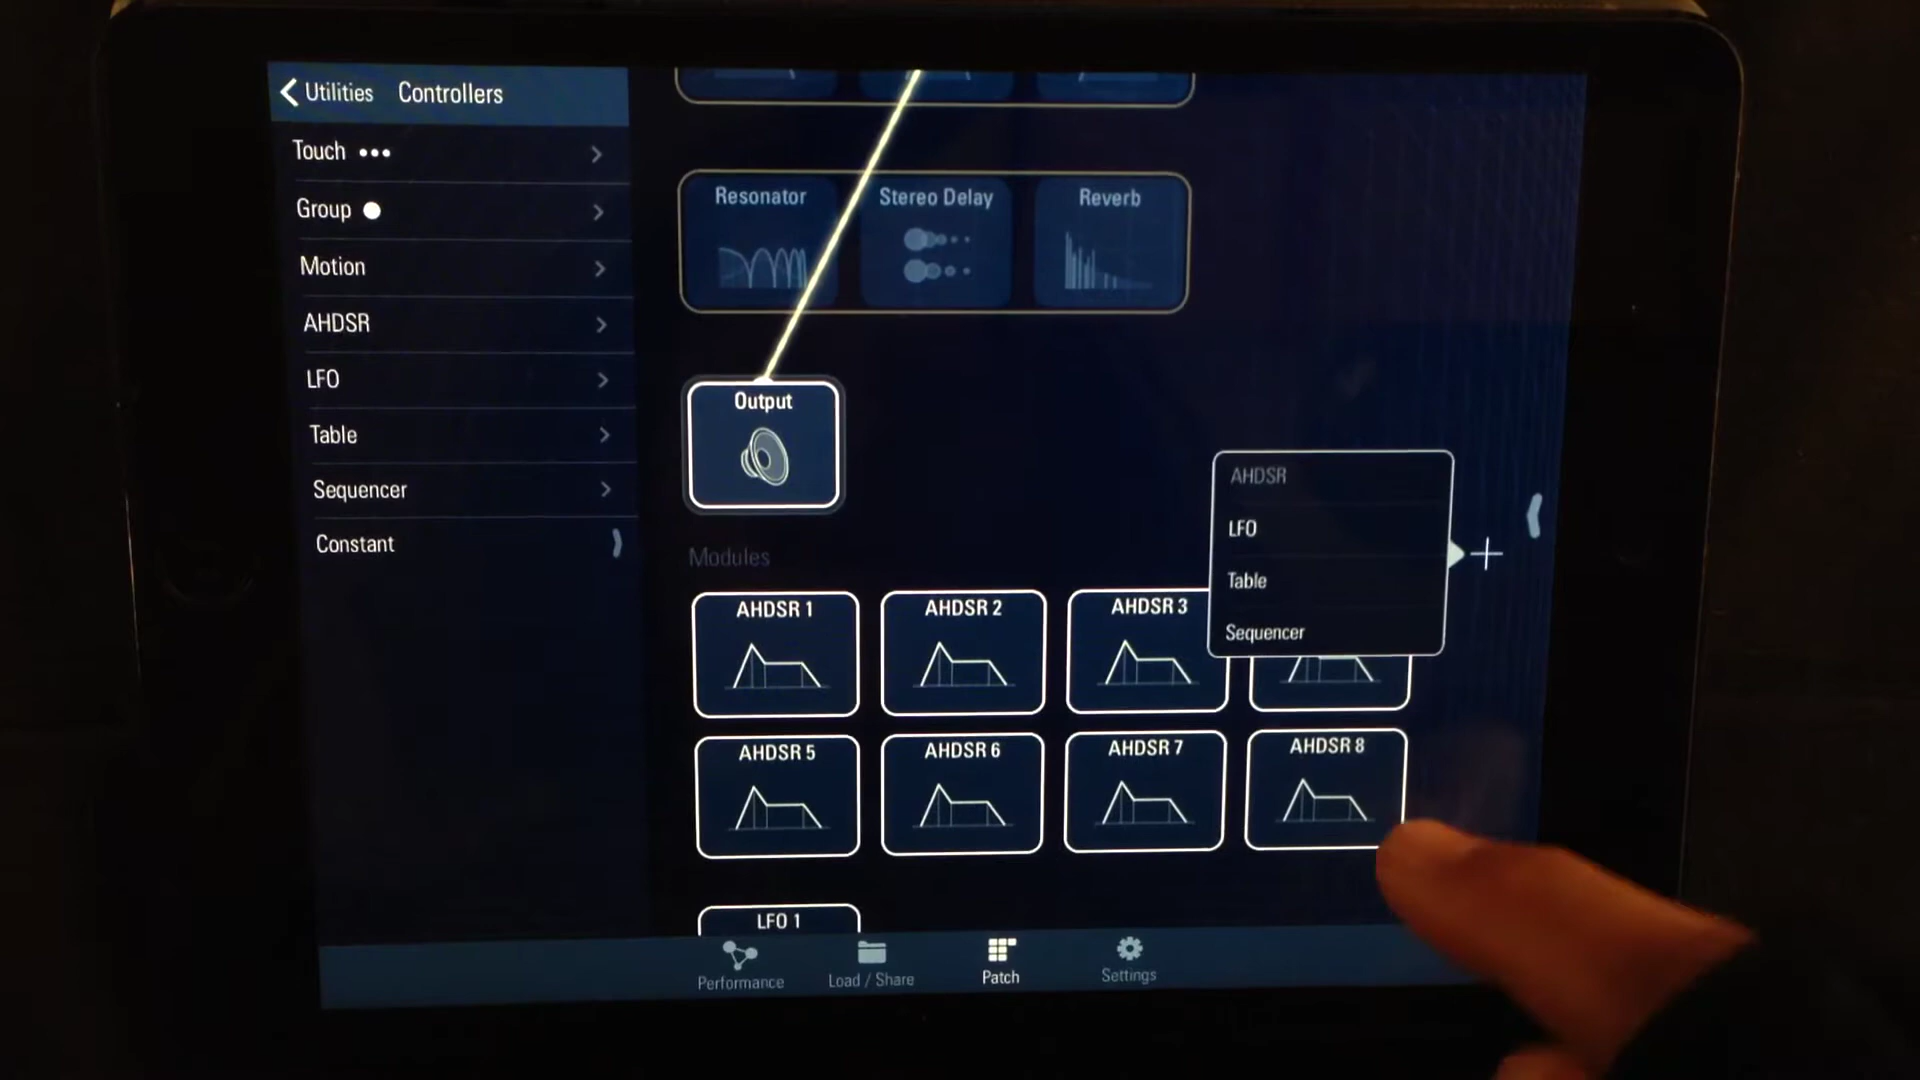 Utilities Controllers
Touch
Group
Motion
AHDSR
LFO
Table
Sequencer
Constant
Resonator
Stereo Delay
Reverb
Output
AHDSR
LFO
Table
Sequencer
Modules
AHDSR 1
AHDSR 2
AHDSR 3
AHDSR 5
AHDSR 6
AHDSR 7
AHDSR 8
LFO 1
Performance
Load / Share
Patch
Settings